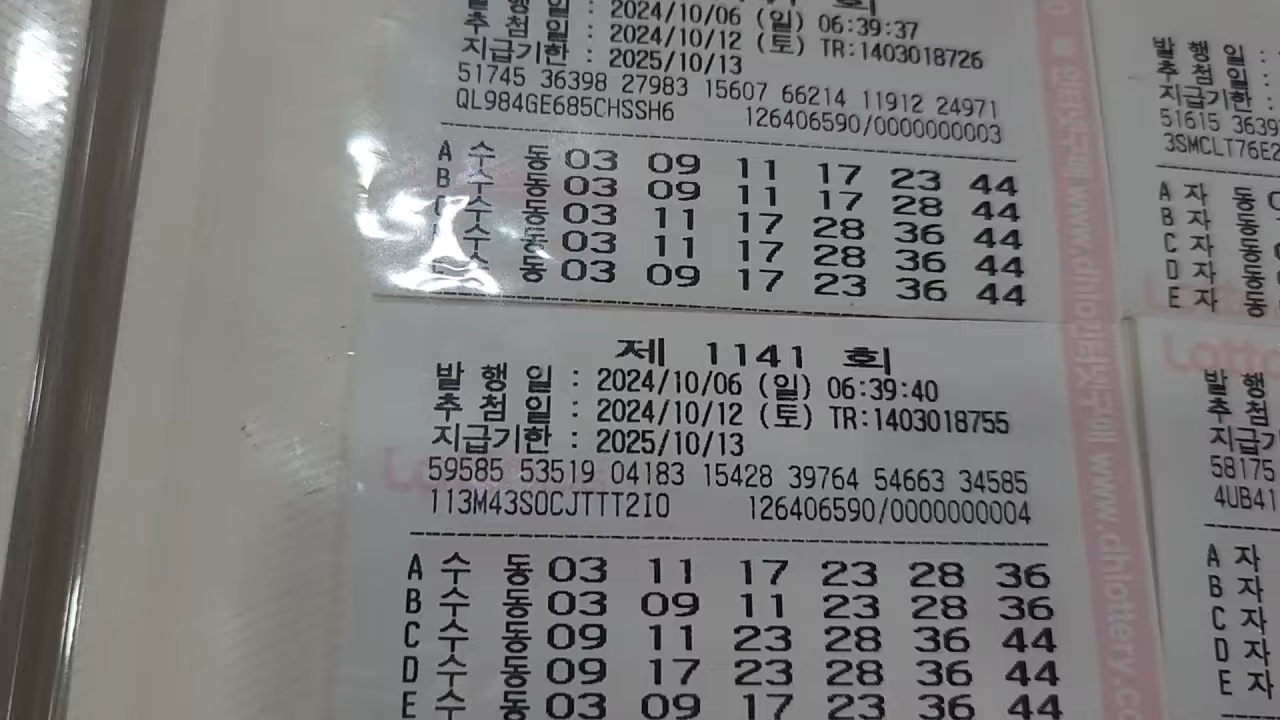 회
발 행 일 : 2024/10/06 (일) 06:39:37
추 첨 일 : 2024/10/12 (토) TR:1403018726
지급기한 : 2025/10/13
51745 36398 27983 15607 66214 11912 24971
QL984GE685CHSSH6 126406590/0000000003
A 수 동 03 09 11 17 23 44
B 수 동 03 09 11 17 28 44
수 동 03 11 17 28 36 44
수 동 03 11 17 28 36 44
수 동 03 09 17 23 36 44
제 1141 회
발 행 일 : 2024/10/06 (일) 06:39:40
추 첨 일 : 2024/10/12 (토) TR:1403018755
지급기한 : 2025/10/13
59585 53519 04183 15428 39764 54663 34585
113M43SOCJTTT2IO 126406590/0000000004
A 수 동 03 11 17 23 28 36
B 수 동 03 09 11 23 28 36
C 수 동 09 11 23 28 36 44
D 수 동 09 17 23 28 36 44
E 수 동 03 09 17 23 36 44
인터넷구매 www.dhlottery.co
발 행 일 :
추 첨 일 :
지급기한 :
51615 3639
3SMCLT76E2
A 자 동
B 자 동
C 자 동
D 자 동
E 자 동
Lotto
발 행
추 첨
지급기
58175
4UB41
A 자
B 자
C 자
D 자
E 자